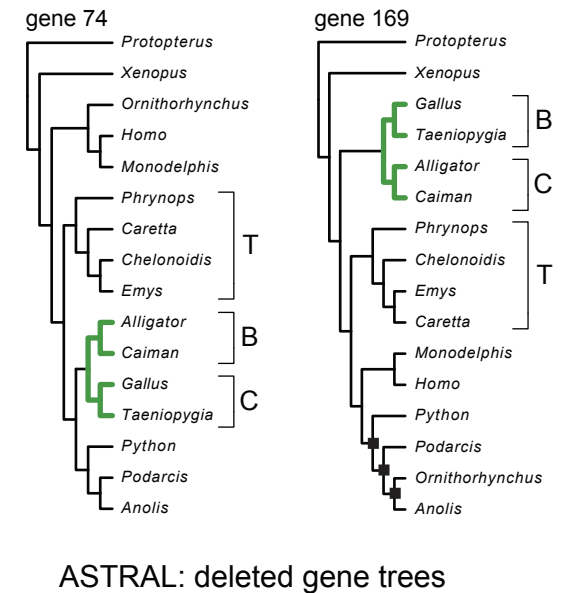 gene 74
Protopterus
Xenopus
Ornithorhynchus
Homo
Monodelphis
Phrynops
Caretta
Chelonoidis
Emys
T
Alligator
Caiman
B
Gallus
Taeniopygia
C
Python
Podarcis
Anolis
gene 169
Protopterus
Xenopus
Gallus
Taeniopygia
B
Alligator
Caiman
C
Phrynops
Chelonoidis
Emys
Caretta
T
Monodelphis
Homo
Python
Podarcis
Ornithorhynchus
Anolis
ASTRAL: deleted gene trees